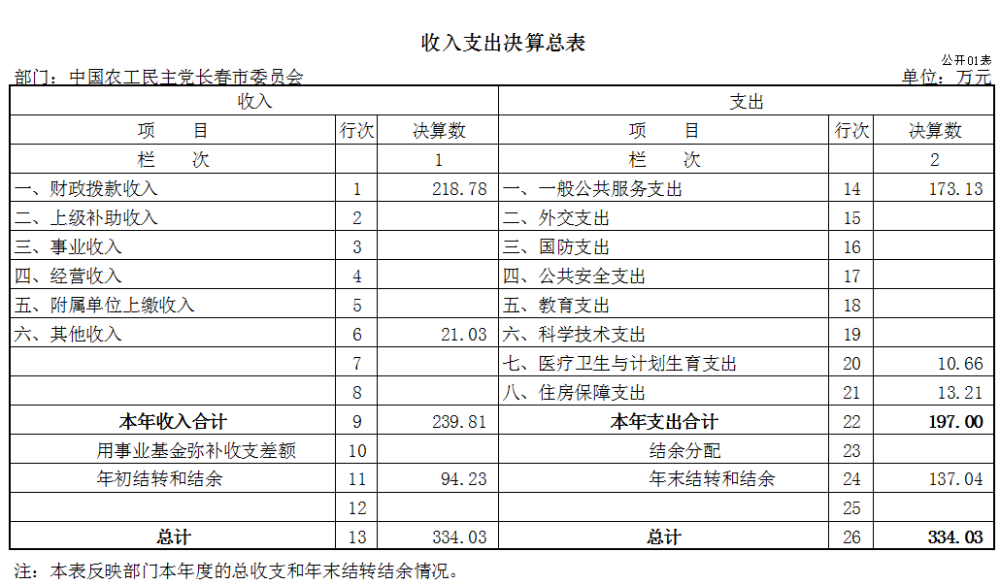 收入支出决算总表
公开01表
部门：中国农工民主党长春市委员会 单位：万元
收入 支出
项 目 行次 决算数 项 目 行次 决算数
栏 次 1 栏 次 2
一、财政拨款收入 1 218.78 一、一般公共服务支出 14 173.13
二、上级补助收入 2 二、外交支出 15
三、事业收入 3 三、国防支出 16
四、经营收入 4 四、公共安全支出 17
五、附属单位上缴收入 5 五、教育支出 18
六、其他收入 6 21.03 六、科学技术支出 19
7 七、医疗卫生与计划生育支出 20 10.66
8 八、住房保障支出 21 13.21
本年收入合计 9 239.81 本年支出合计 22 197.00
用事业基金弥补收支差额 10 结余分配 23
年初结转和结余 11 94.23 年末结转和结余 24 137.04
12 25
总计 13 334.03 总计 26 334.03
注：本表反映部门本年度的总收支和年末结转结余情况。